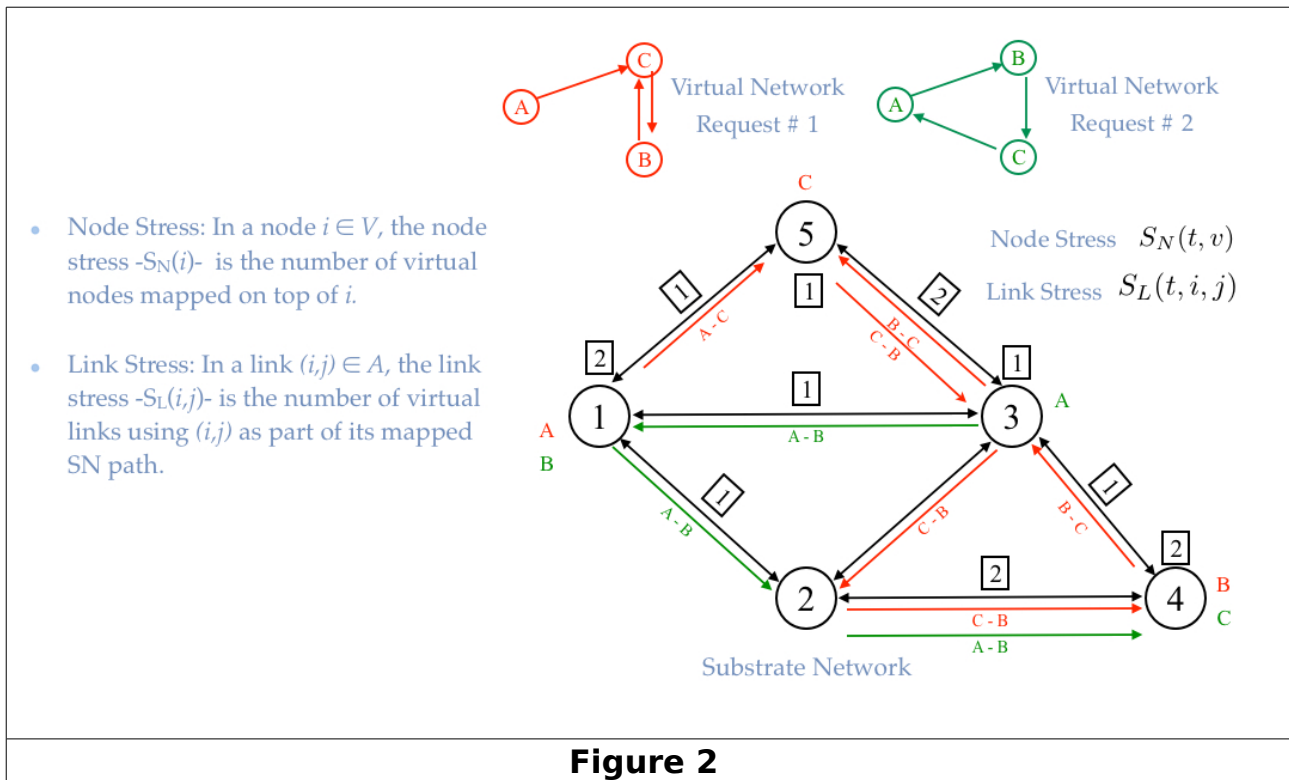 C
A
B
Virtual Network
Request # 1
B
A
C
Virtual Network
Request # 2
• Node Stress: In a node i ∈ V, the node
stress -S_N(i)- is the number of virtual
nodes mapped on top of i.
• Link Stress: In a link (i,j) ∈ A, the link
stress -S_L(i,j)- is the number of virtual
links using (i,j) as part of its mapped
SN path.
Node Stress S_N(t, v)
Link Stress S_L(t, i, j)
C
5
1
1
A - C
2
B - C
C - B
2
1
A
B
1
A - B
1
3
A
1
A - B
C - B
1
B - C
2
2
A - B
C - B
2
4
B
C
Substrate Network
Figure 2